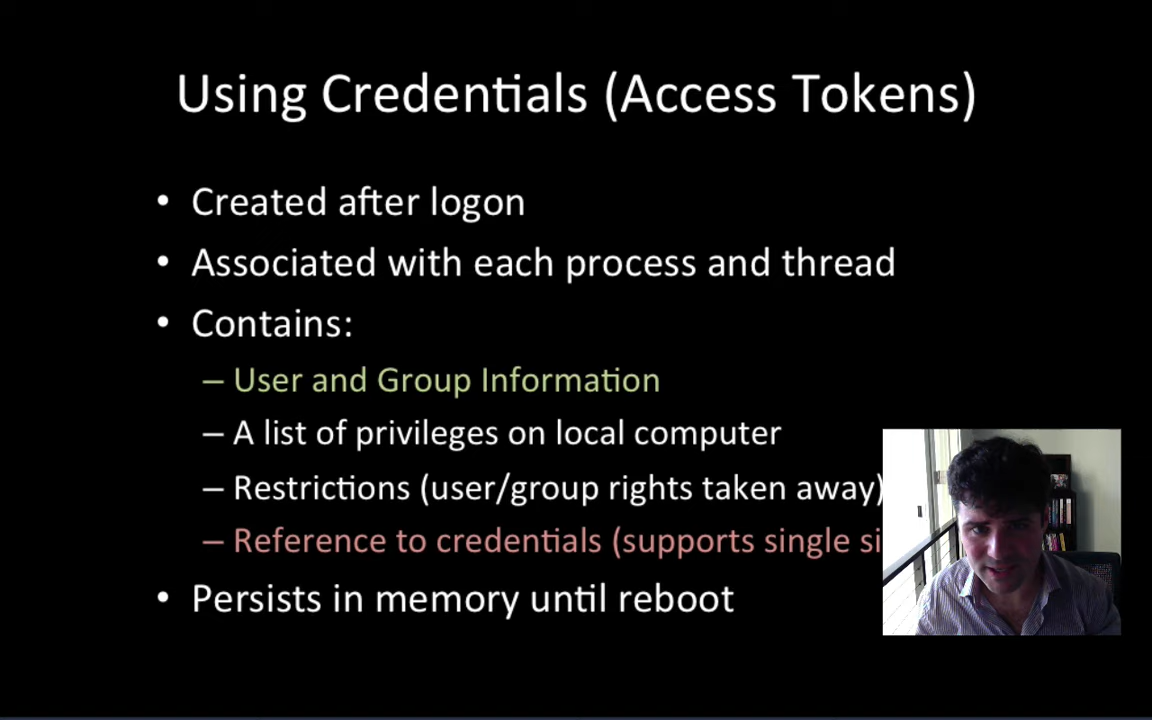 Using Credentials (Access Tokens)
• Created after logon
• Associated with each process and thread
• Contains:
– User and Group Information
– A list of privileges on local computer
– Restrictions (user/group rights taken away)
– Reference to credentials (supports single si
• Persists in memory until reboot